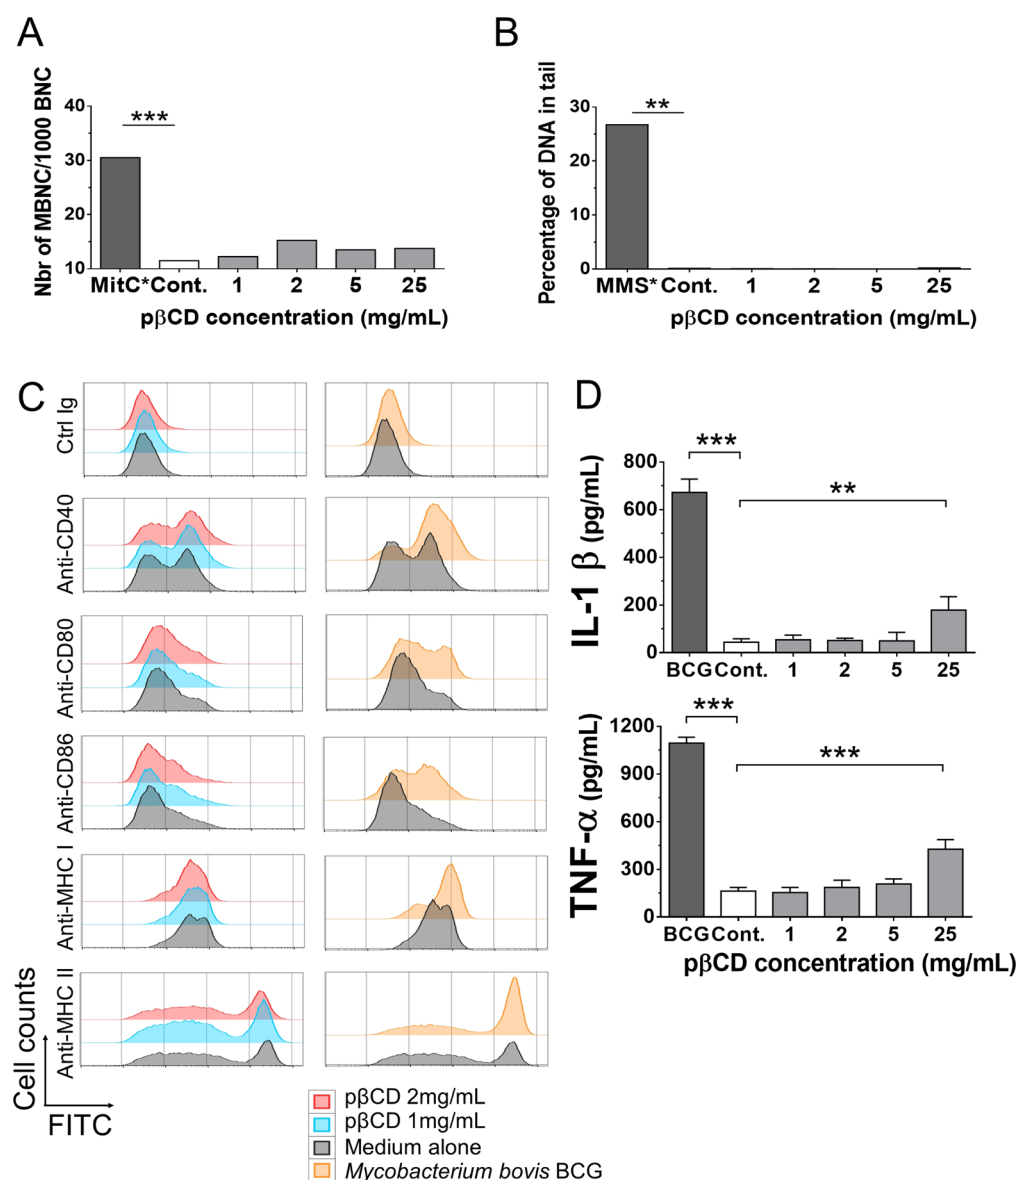 A
Nbr of MBNC/1000 BNC
40
30
20
10
***
MitC* Cont. 1 2 5 25
pβCD concentration (mg/mL)
B
Percentage of DNA in tail
30
20
10
0
**
MMS* Cont. 1 2 5 25
pβCD concentration (mg/mL)
C
Ctrl Ig
Anti-CD40
Anti-CD80
Anti-CD86
Anti-MHC I
Anti-MHC II
Cell counts
FITC
pβCD 2mg/mL
pβCD 1mg/mL
Medium alone
Mycobacterium bovis BCG
D
IL-1 β (pg/mL)
800
600
400
200
0
***
**
BCG Cont. 1 2 5 25
TNF-α (pg/mL)
1200
900
600
300
0
***
***
BCG Cont. 1 2 5 25
pβCD concentration (mg/mL)